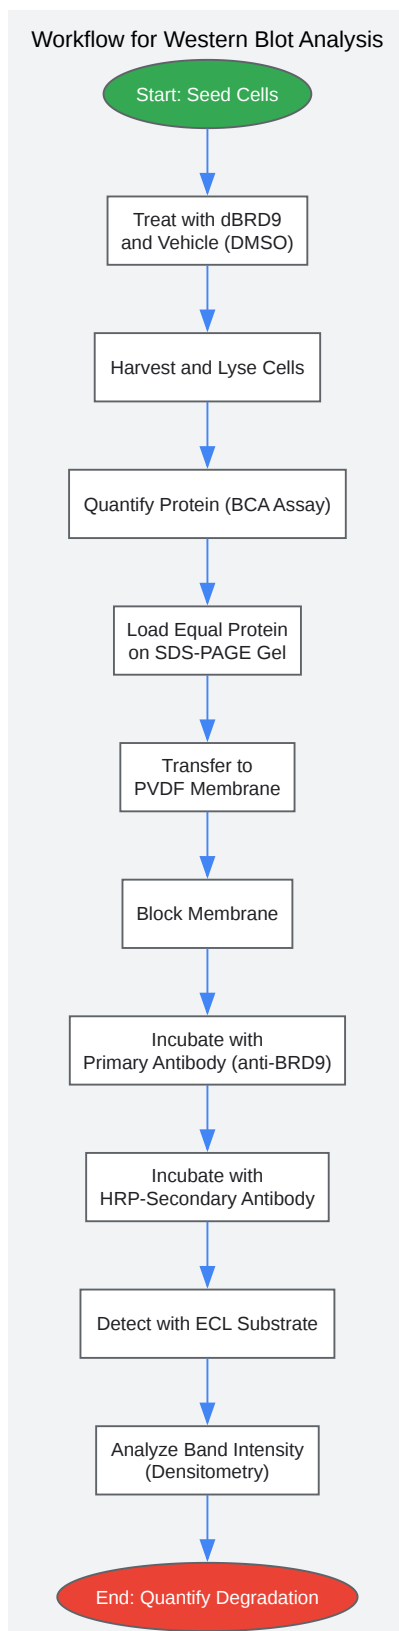 Workflow for Western Blot Analysis
Start: Seed Cells
Treat with dBRD9
and Vehicle (DMSO)
Harvest and Lyse Cells
Quantify Protein (BCA Assay)
Load Equal Protein
on SDS-PAGE Gel
Transfer to
PVDF Membrane
Block Membrane
Incubate with
Primary Antibody (anti-BRD9)
Incubate with
HRP-Secondary Antibody
Detect with ECL Substrate
Analyze Band Intensity
(Densitometry)
End: Quantify Degradation